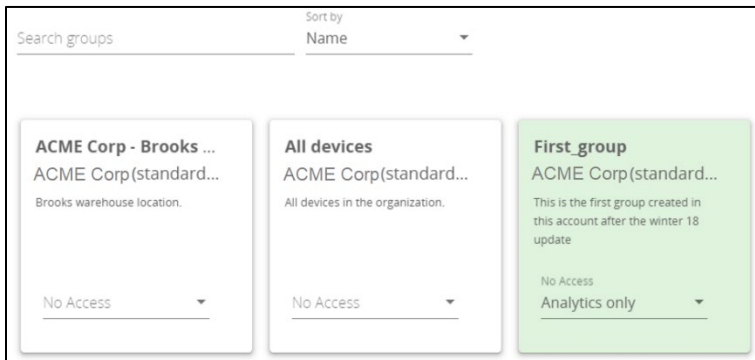 Sort by
Search groups
Name
ACME Corp - Brooks ...
ACME Corp(standard...
Brooks warehouse location.
No Access
All devices
ACME Corp(standard...
All devices in the organization.
No Access
First_group
ACME Corp(standard...
This is the first group created in
this account after the winter 18
update
No Access
Analytics only